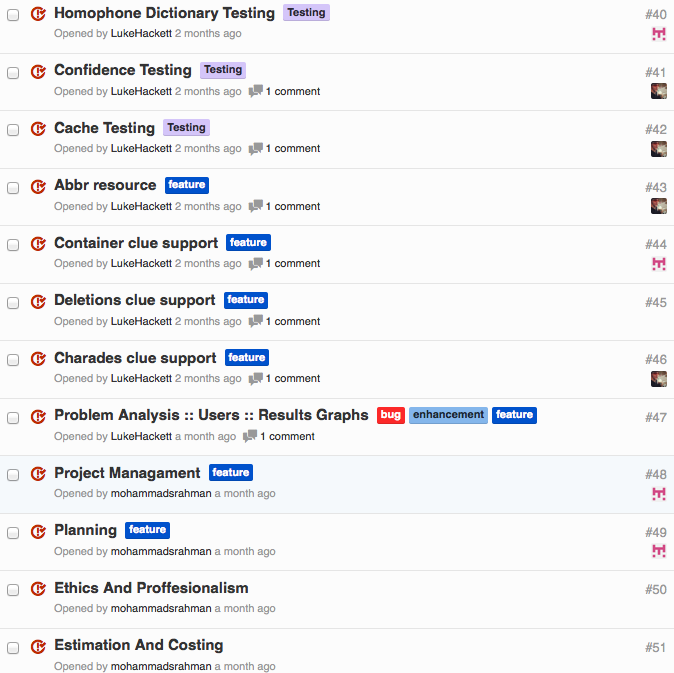 Homophone Dictionary Testing Testing #40
Opened by LukeHackett 2 months ago
Confidence Testing Testing #41
Opened by LukeHackett 2 months ago 1 comment
Cache Testing Testing #42
Opened by LukeHackett 2 months ago 1 comment
Abbr resource feature #43
Opened by LukeHackett 2 months ago 1 comment
Container clue support feature #44
Opened by LukeHackett 2 months ago 1 comment
Deletions clue support feature #45
Opened by LukeHackett 2 months ago 1 comment
Charades clue support feature #46
Opened by LukeHackett 2 months ago 1 comment
Problem Analysis :: Users :: Results Graphs bug enhancement feature #47
Opened by LukeHackett a month ago 1 comment
Project Managament feature #48
Opened by mohammadsrahman a month ago
Planning feature #49
Opened by mohammadsrahman a month ago
Ethics And Proffesionalism #50
Opened by mohammadsrahman a month ago
Estimation And Costing #51
Opened by mohammadsrahman a month ago